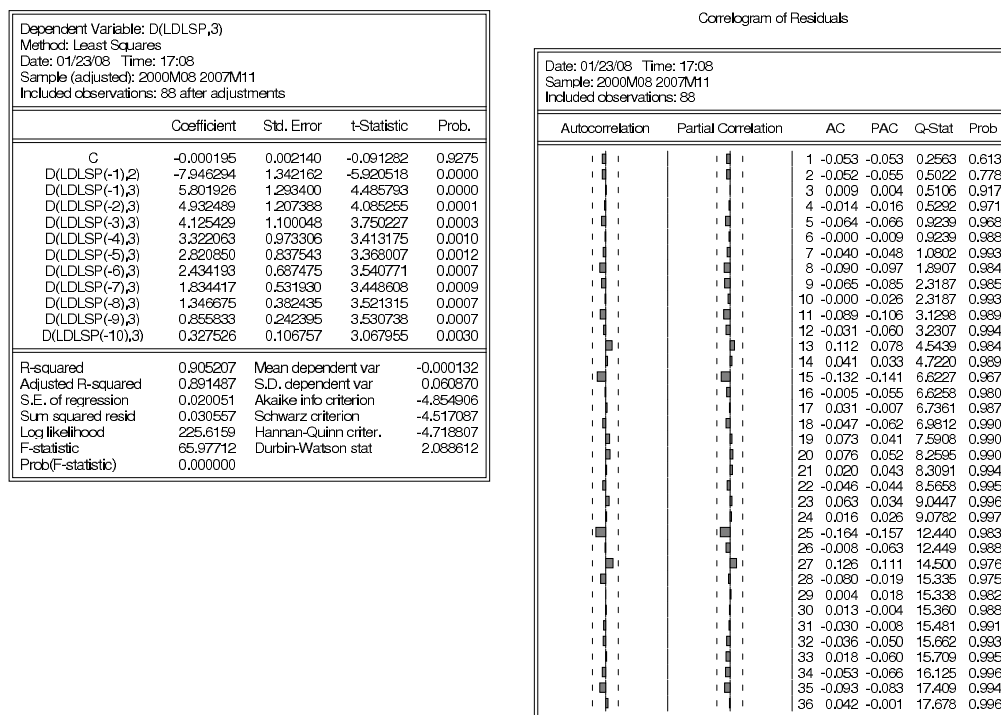 Dependent Variable: D(LDLSP,3)
Method: Least Squares
Date: 01/23/08 Time: 17:08
Sample (adjusted): 2000M08 2007M11
Included observations: 88 after adjustments
Coefficient Std. Error t-Statistic Prob.
C -0.000195 0.002140 -0.091282 0.9275
D(LDLSP(-1),2) -7.946294 1.342162 -5.920518 0.0000
D(LDLSP(-1),3) 5.801926 1.293400 4.485793 0.0000
D(LDLSP(-2),3) 4.932489 1.207388 4.085255 0.0001
D(LDLSP(-3),3) 4.125429 1.100048 3.750227 0.0003
D(LDLSP(-4),3) 3.322063 0.973306 3.413175 0.0010
D(LDLSP(-5),3) 2.820850 0.837543 3.368007 0.0012
D(LDLSP(-6),3) 2.434193 0.687475 3.540771 0.0007
D(LDLSP(-7),3) 1.834417 0.531930 3.448608 0.0009
D(LDLSP(-8),3) 1.346675 0.382435 3.521315 0.0007
D(LDLSP(-9),3) 0.855833 0.242395 3.530738 0.0007
D(LDLSP(-10),3) 0.327526 0.106757 3.067955 0.0030
R-squared 0.905207 Mean dependent var -0.000132
Adjusted R-squared 0.891487 S.D. dependent var 0.060870
S.E. of regression 0.020051 Akaike info criterion -4.854906
Sum squared resid 0.030557 Schwarz criterion -4.517087
Log likelihood 225.6159 Hannan-Quinn criter. -4.718807
F-statistic 65.97712 Durbin-Watson stat 2.088612
Prob(F-statistic) 0.000000
Correlogram of Residuals
Date: 01/23/08 Time: 17:08
Sample: 2000M08 2007M11
Included observations: 88
Autocorrelation Partial Correlation AC PAC Q-Stat Prob
1 -0.053 -0.053 0.2563 0.613
2 -0.052 -0.055 0.5022 0.778
3 0.009 0.004 0.5106 0.917
4 -0.014 -0.016 0.5292 0.971
5 -0.064 -0.066 0.9239 0.968
6 -0.000 -0.009 0.9239 0.988
7 -0.040 -0.048 1.0802 0.993
8 -0.090 -0.097 1.8907 0.984
9 -0.065 -0.085 2.3187 0.985
10 -0.000 -0.026 2.3187 0.993
11 -0.089 -0.106 3.1298 0.989
12 -0.031 -0.060 3.2307 0.994
13 0.112 0.078 4.5439 0.984
14 0.041 0.033 4.7220 0.989
15 -0.132 -0.141 6.6227 0.967
16 -0.005 -0.055 6.6258 0.980
17 0.031 -0.007 6.7361 0.987
18 -0.047 -0.062 6.9812 0.990
19 0.073 0.041 7.5908 0.990
20 0.076 0.052 8.2595 0.990
21 0.020 0.043 8.3091 0.994
22 -0.046 -0.044 8.5658 0.995
23 0.063 0.034 9.0447 0.996
24 0.016 0.026 9.0782 0.997
25 -0.164 -0.157 12.440 0.983
26 -0.008 -0.063 12.449 0.988
27 0.126 0.111 14.500 0.976
28 -0.080 -0.019 15.335 0.975
29 0.004 0.018 15.338 0.982
30 0.013 -0.004 15.360 0.988
31 -0.030 -0.008 15.481 0.991
32 -0.036 -0.050 15.662 0.993
33 0.018 -0.060 15.709 0.995
34 -0.053 -0.066 16.125 0.996
35 -0.093 -0.083 17.409 0.994
36 0.042 -0.001 17.678 0.996